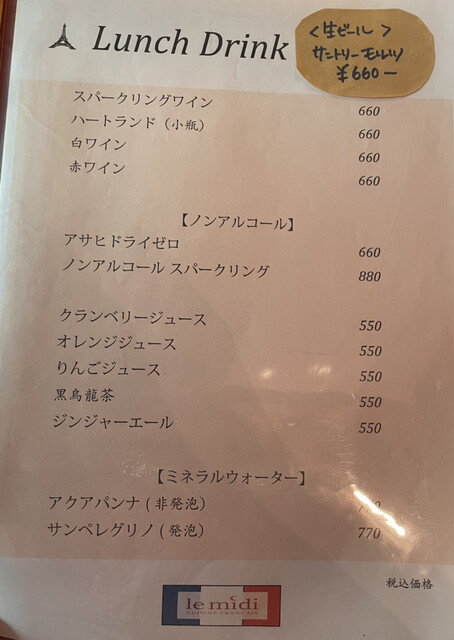 Lunch Drink
<生ビール>
サントリーモルツ
¥660-
スパークリングワイン 660
ハートランド（小瓶） 660
白ワイン 660
赤ワイン 660
【ノンアルコール】
アサヒドライゼロ 660
ノンアルコール スパークリング 880
クランベリージュース 550
オレンジジュース 550
りんごジュース 550
黒烏龍茶 550
ジンジャーエール 550
【ミネラルウォーター】
アクアパンナ ( 非発泡）
サンペレグリノ ( 発泡） 770
税込価格
le midi
CUISINE FRANÇAISE